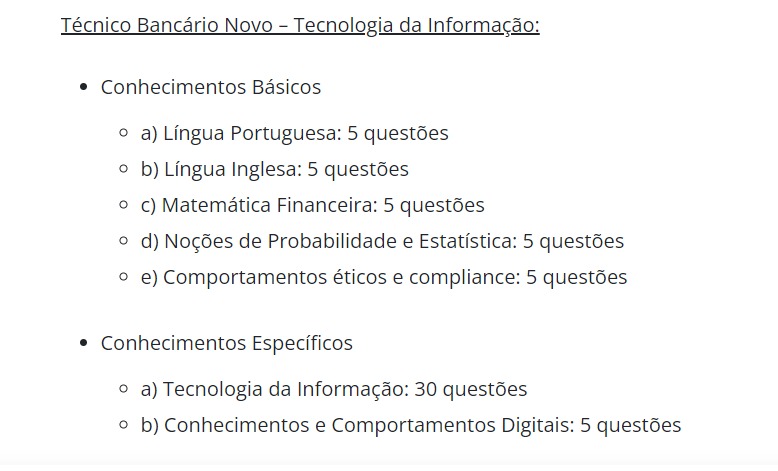 Técnico Bancário Novo – Tecnologia da Informação:
Conhecimentos Básicos
a) Língua Portuguesa: 5 questões
b) Língua Inglesa: 5 questões
c) Matemática Financeira: 5 questões
d) Noções de Probabilidade e Estatística: 5 questões
e) Comportamentos éticos e compliance: 5 questões
Conhecimentos Específicos
a) Tecnologia da Informação: 30 questões
b) Conhecimentos e Comportamentos Digitais: 5 questões